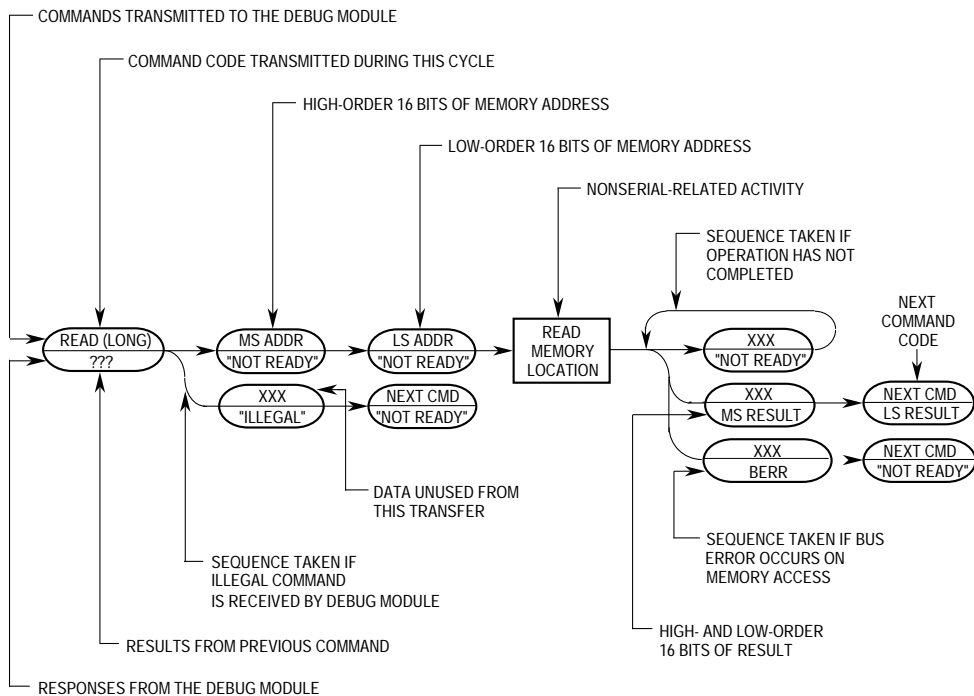 COMMANDS TRANSMITTED TO THE DEBUG MODULE
COMMAND CODE TRANSMITTED DURING THIS CYCLE
HIGH-ORDER 16 BITS OF MEMORY ADDRESS
LOW-ORDER 16 BITS OF MEMORY ADDRESS
NONSERIAL-RELATED ACTIVITY
SEQUENCE TAKEN IF
OPERATION HAS NOT
COMPLETED
NEXT
COMMAND
CODE
READ (LONG)
???
MS ADDR
"NOT READY"
LS ADDR
"NOT READY"
READ
MEMORY
LOCATION
XXX
"NOT READY"
XXX
"ILLEGAL"
NEXT CMD
"NOT READY"
XXX
MS RESULT
NEXT CMD
LS RESULT
XXX
BERR
NEXT CMD
"NOT READY"
DATA UNUSED FROM
THIS TRANSFER
SEQUENCE TAKEN IF
ILLEGAL COMMAND
IS RECEIVED BY DEBUG MODULE
SEQUENCE TAKEN IF BUS
ERROR OCCURS ON
MEMORY ACCESS
HIGH- AND LOW-ORDER
16 BITS OF RESULT
RESULTS FROM PREVIOUS COMMAND
RESPONSES FROM THE DEBUG MODULE